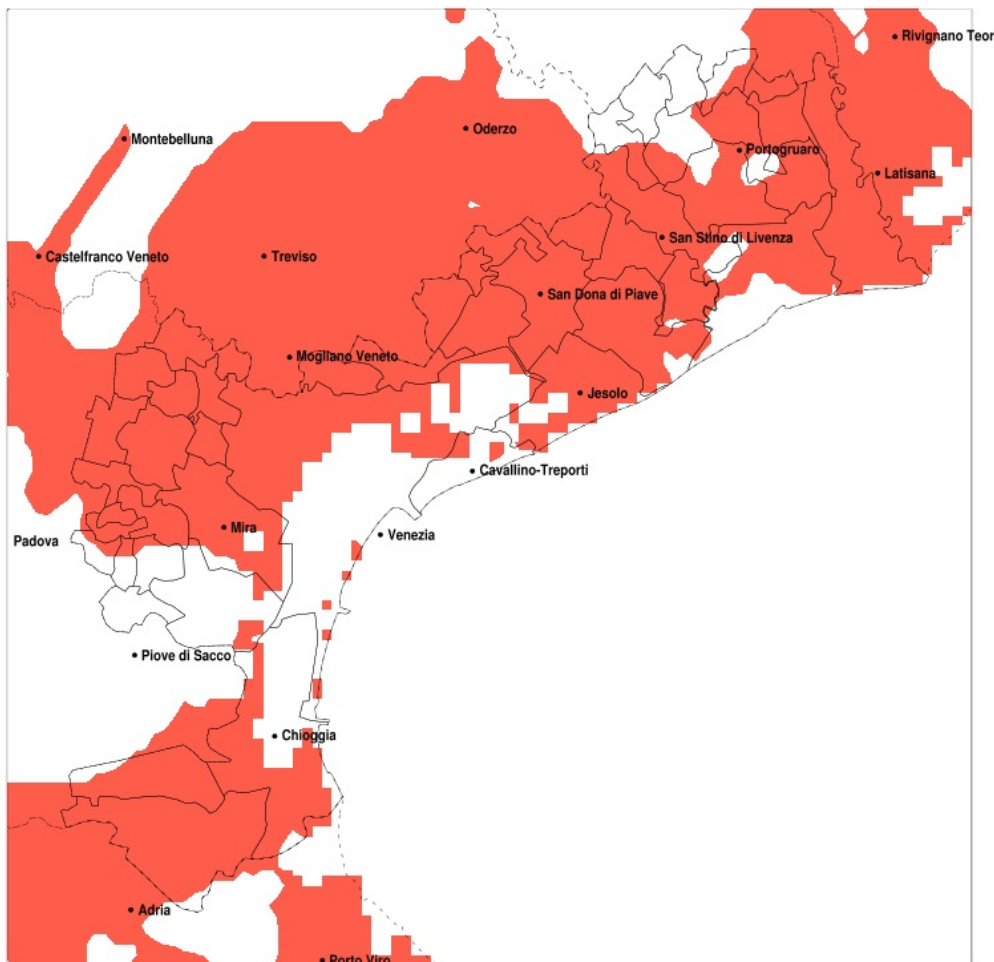 Rivignano Teor
Oderzo
Montebelluna
Portogruaro
Latisana
San Stino di Livenza
Castelfranco Veneto
Treviso
San Dona di Piave
Mogliano Veneto
Jesolo
Cavallino-Treporti
Mira
Venezia
Padova
Piove di Sacco
Chioggia
Adria
Porto Viro